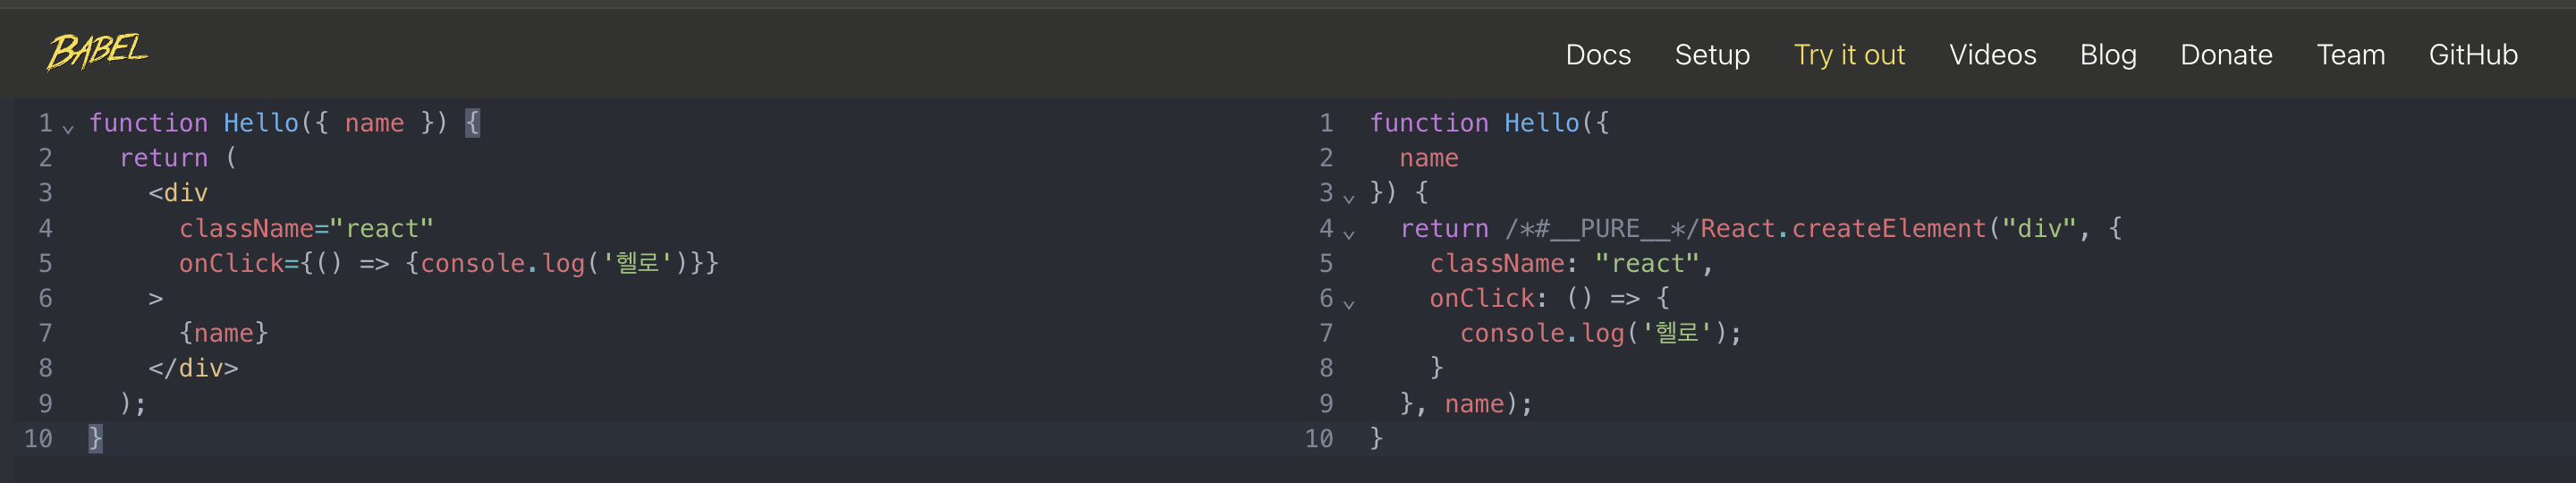 BABEL
Docs Setup Try it out Videos Blog Donate Team GitHub
1 function Hello({ name }) {
2   return (
3     <div
4       className="react"
5       onClick={() => {console.log('헬로')}}
6     >
7       {name}
8     </div>
9   );
10 }
1 function Hello({
2   name
3 }) {
4   return /*#__PURE__*/React.createElement("div", {
5     className: "react",
6     onClick: () => {
7       console.log('헬로');
8     }
9   }, name);
10 }